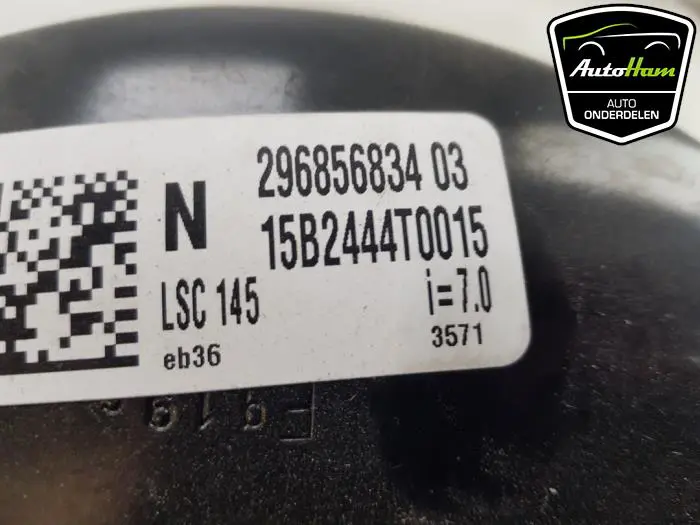 AutoHam
AUTO
ONDERDELEN
N
296856834 03
15B2444T0015
LSC 145
i=7.0
eb36
3571